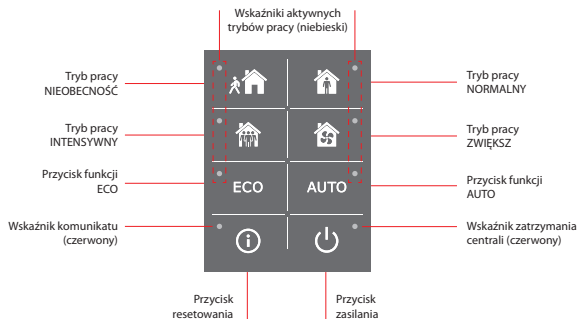 Wskaźniki aktywnych
trybów pracy (niebieski)
Tryb pracy
NIEOBECNOŚĆ
Tryb pracy
NORMALNY
Tryb pracy
INTENSYWNY
Tryb pracy
ZWIĘKSZ
Przycisk funkcji
ECO
ECO
AUTO
Przycisk funkcji
AUTO
Wskaźnik komunikatu
(czerwony)
Wskaźnik zatrzymania
centrali (czerwony)
Przycisk
resetowania
Przycisk
zasilania